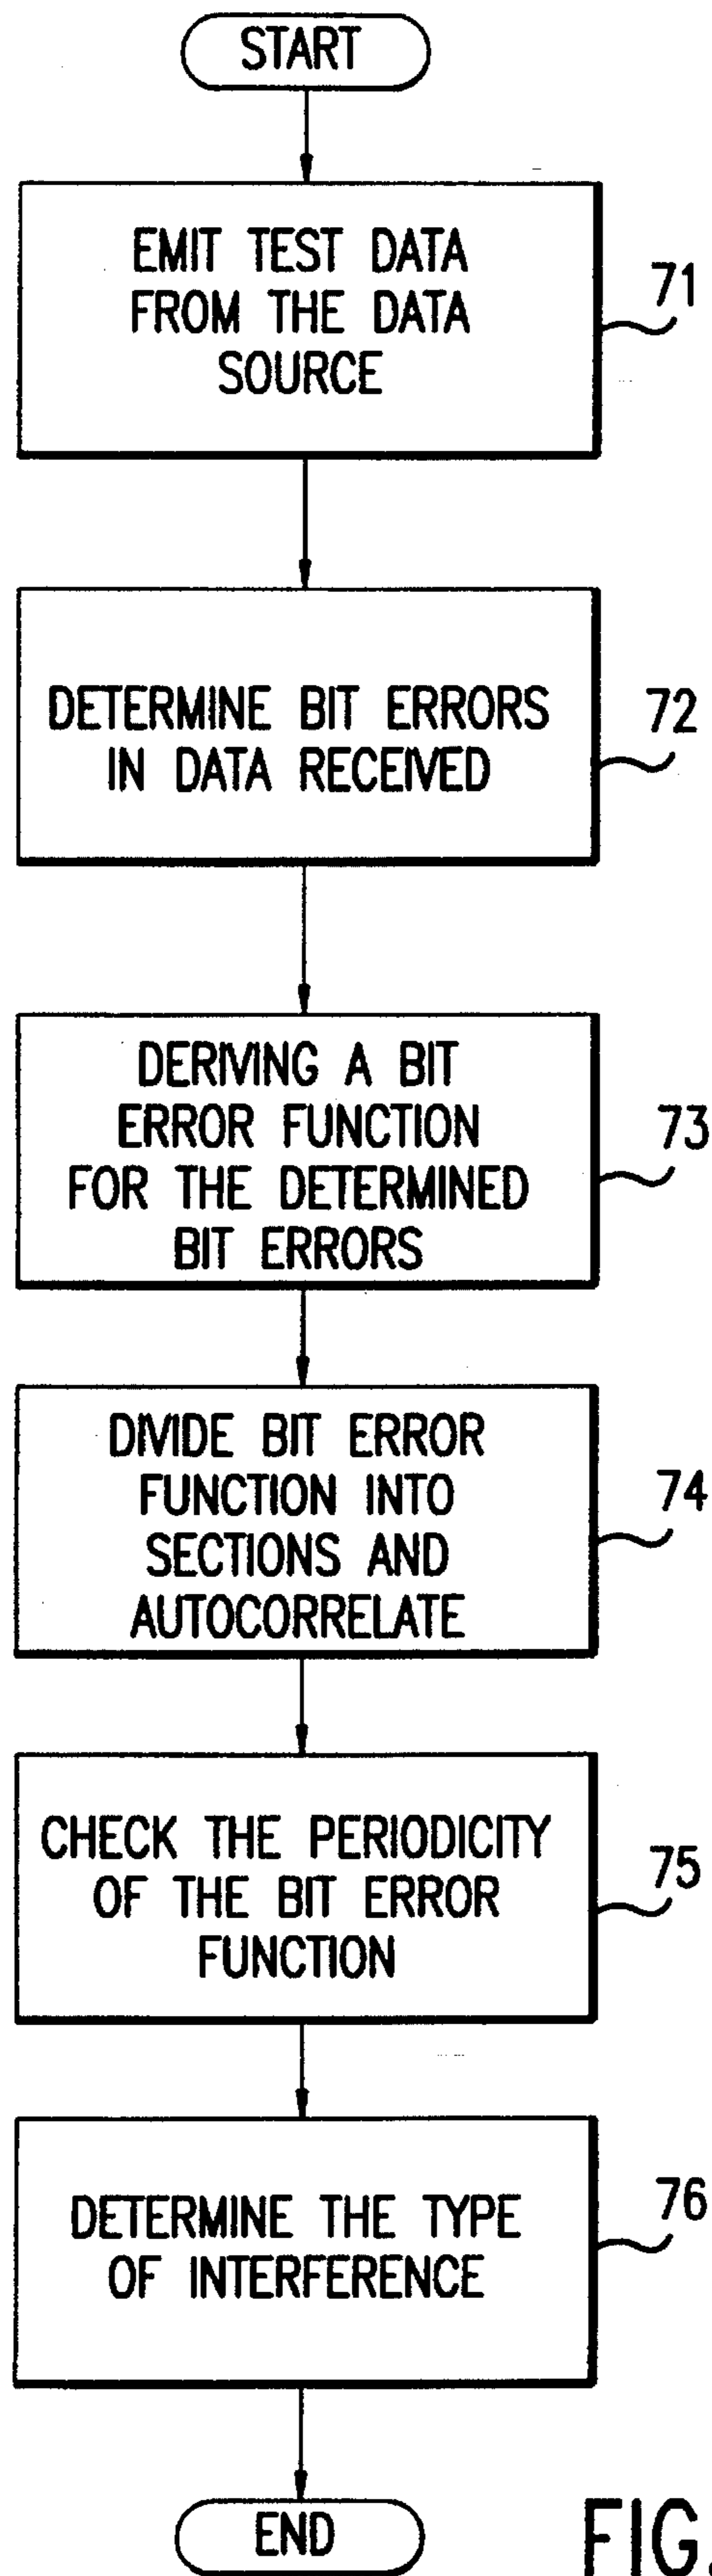 START
EMIT TEST DATA
FROM THE DATA
SOURCE
71
DETERMINE BIT ERRORS
IN DATA RECEIVED
72
DERIVING A BIT
ERROR FUNCTION
FOR THE DETERMINED
BIT ERRORS
73
DIVIDE BIT ERROR
FUNCTION INTO
SECTIONS AND
AUTOCORRELATE
74
CHECK THE PERIODICITY
OF THE BIT ERROR
FUNCTION
75
DETERMINE THE TYPE
OF INTERFERENCE
76
END
FIG.